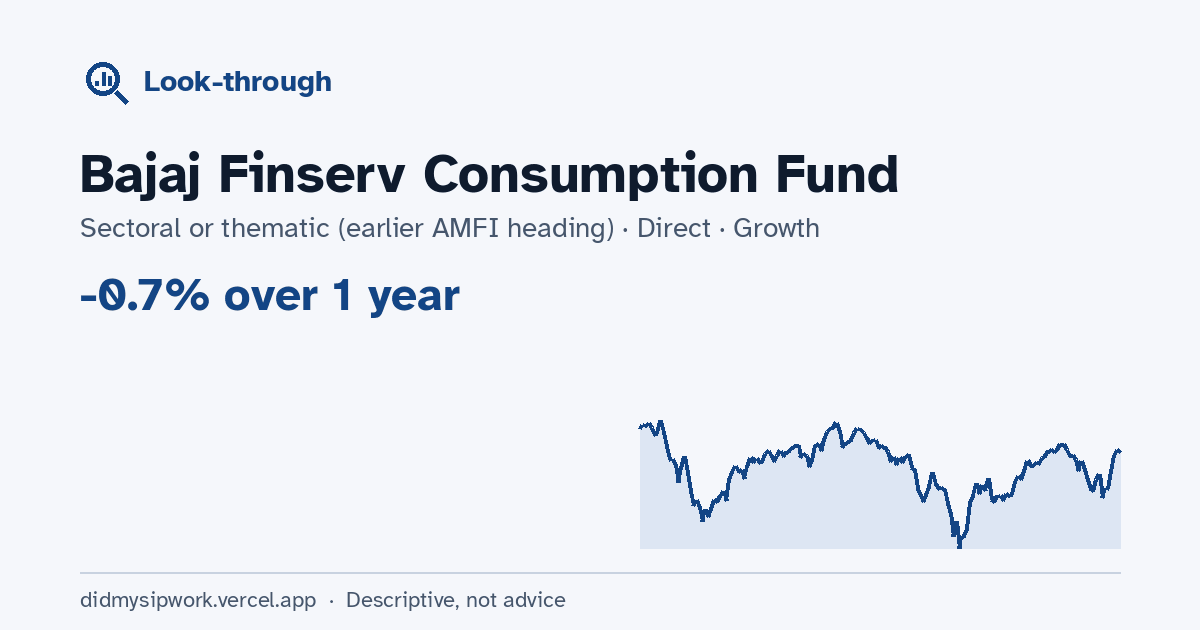 Look-through
Bajaj Finserv Consumption Fund
Sectoral or thematic (earlier AMFI heading) · Direct · Growth
-0.7% over 1 year
didmysipwork.vercel.app · Descriptive, not advice